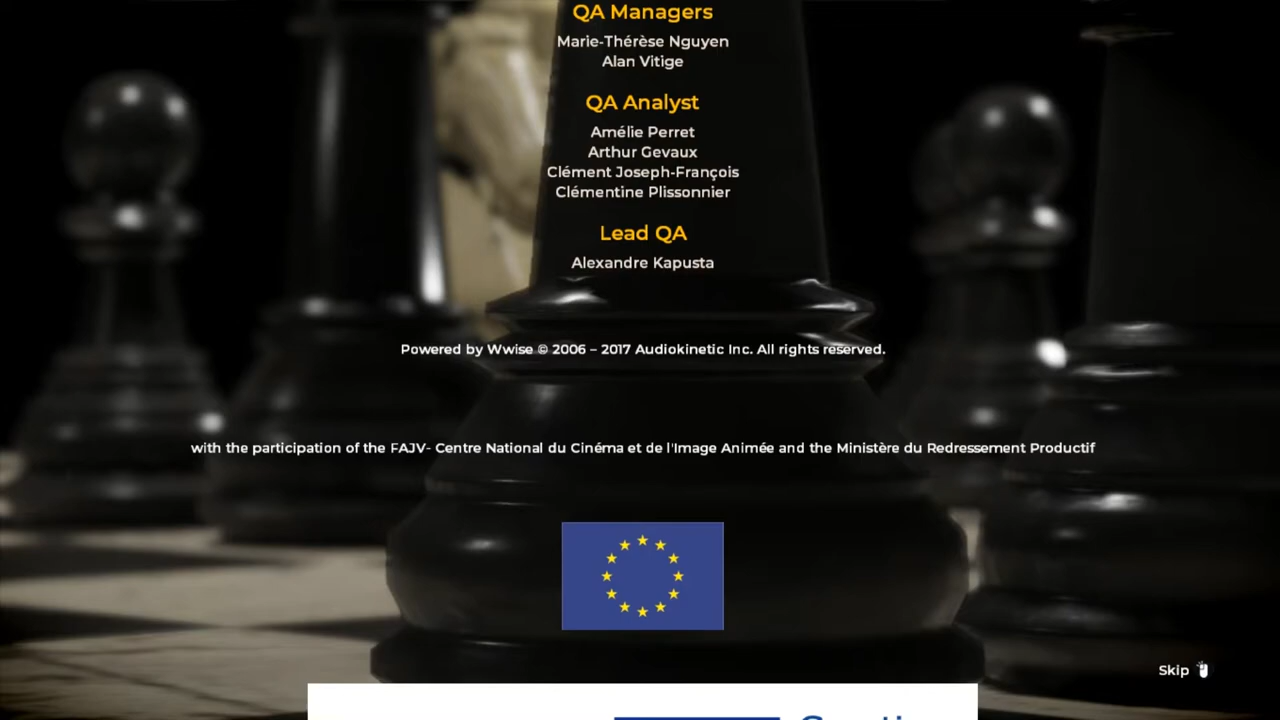 QA Managers
Marie-Thérèse Nguyen
Alan Vitige
QA Analyst
Amélie Perret
Arthur Gevaux
Clément Joseph-François
Clémentine Plissonnier
Lead QA
Alexandre Kapusta
Powered by Wwise © 2006 – 2017 Audiokinetic Inc. All rights reserved.
with the participation of the FAJV- Centre National du Cinéma et de l'Image Animée and the Ministère du Redressement Productif
Skip